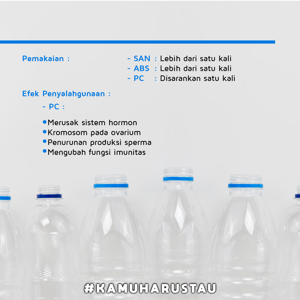 Pemakaian : - SAN : Lebih dari satu kali
- ABS : Lebih dari satu kali
- PC : Disarankan satu kali
Efek Penyalahgunaan :
- PC :
Merusak sistem hormon
Kromosom pada ovarium
Penurunan produksi sperma
Mengubah fungsi imunitas
#KAMUHARUSTAU